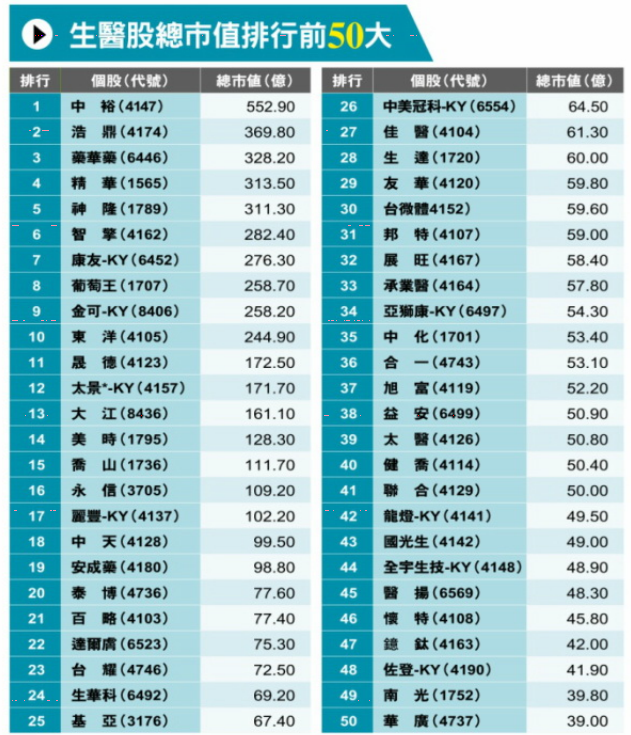 生醫股總市值排行前50大
排行 個股(代號) 總市值(億)
1 中 裕(4147) 552.90
2 浩 鼎(4174) 369.80
3 藥華藥(6446) 328.20
4 精 華(1565) 313.50
5 神 隆(1789) 311.30
6 智 擎(4162) 282.40
7 康友-KY(6452) 276.30
8 葡萄王(1707) 258.70
9 金可-KY(8406) 258.20
10 東 洋(4105) 244.90
11 晟 德(4123) 172.50
12 太景*-KY(4157) 171.70
13 大 江(8436) 161.10
14 美 時(1795) 128.30
15 喬 山(1736) 111.70
16 永 信(3705) 109.20
17 麗豐-KY(4137) 102.20
18 中 天(4128) 99.50
19 安成藥(4180) 98.80
20 泰 博(4736) 77.60
21 百 略(4103) 77.40
22 達爾膚(6523) 75.30
23 台 耀(4746) 72.50
24 生華科(6492) 69.20
25 基 亞(3176) 67.40
排行 個股(代號) 總市值(億)
26 中美冠科-KY(6554) 64.50
27 佳 醫(4104) 61.30
28 生 達(1720) 60.00
29 友 華(4120) 59.80
30 台微體4152) 59.60
31 邦 特(4107) 59.00
32 展 旺(4167) 58.40
33 承業醫(4164) 57.80
34 亞獅康-KY(6497) 54.30
35 中 化(1701) 53.40
36 合 一(4743) 53.10
37 旭 富(4119) 52.20
38 益 安(6499) 50.90
39 太 醫(4126) 50.80
40 健 喬(4114) 50.40
41 聯 合(4129) 50.00
42 龍燈-KY(4141) 49.50
43 國光生(4142) 49.00
44 全宇生技-KY(4148) 48.90
45 醫 揚(6569) 48.30
46 懷 特(4108) 45.80
47 鐿 鈦(4163) 42.00
48 佐登-KY(4190) 41.90
49 南 光(1752) 39.80
50 華 廣(4737) 39.00